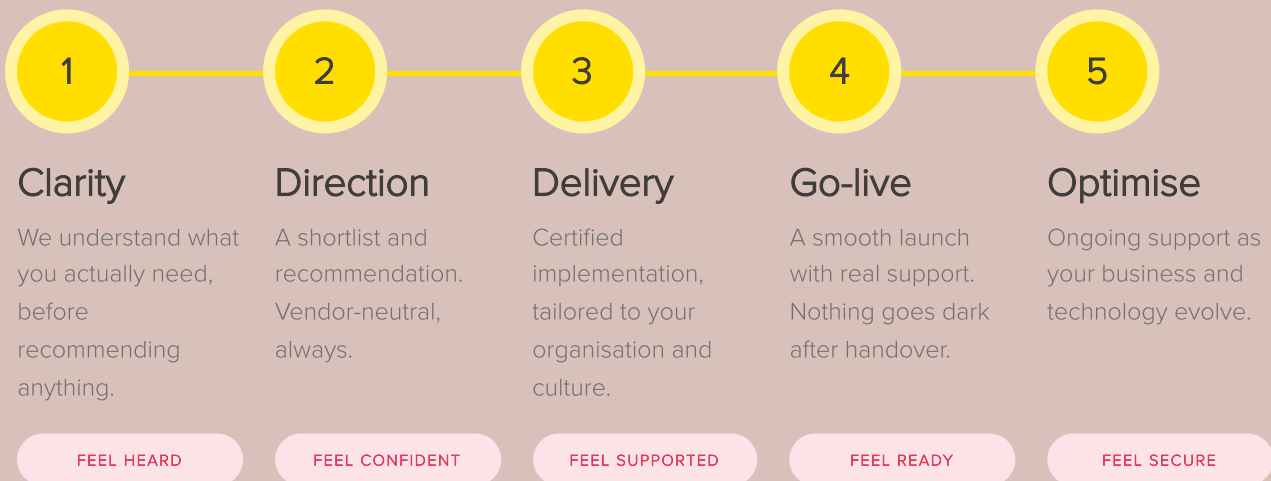 1
2
3
4
5
Clarity
We understand what
you actually need,
before
recommending
anything.
FEEL HEARD
Direction
A shortlist and
recommendation.
Vendor-neutral,
always.
FEEL CONFIDENT
Delivery
Certified
implementation,
tailored to your
organisation and
culture.
FEEL SUPPORTED
Go-live
A smooth launch
with real support.
Nothing goes dark
after handover.
FEEL READY
Optimise
Ongoing support as
your business and
technology evolve.
FEEL SECURE